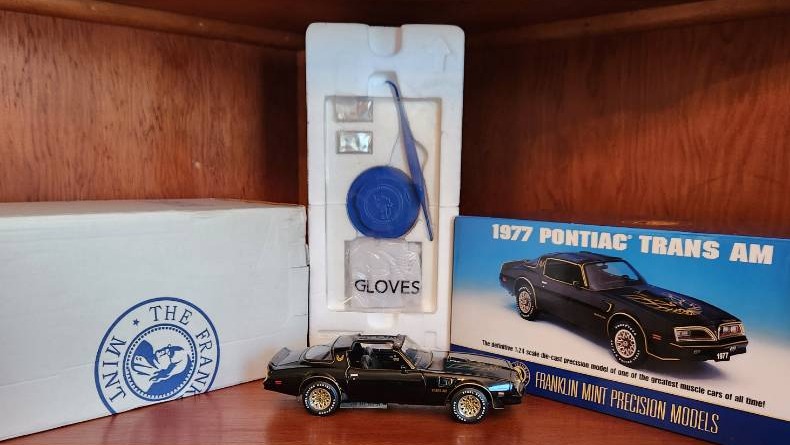 THE FRANK
MINT
GLOVES
1977 PONTIAC® TRANS AM
1977
The definitive 1:24 scale die-cast precision model of one of the greatest muscle cars of all time!
FRANKLIN MINT PRECISION MODELS